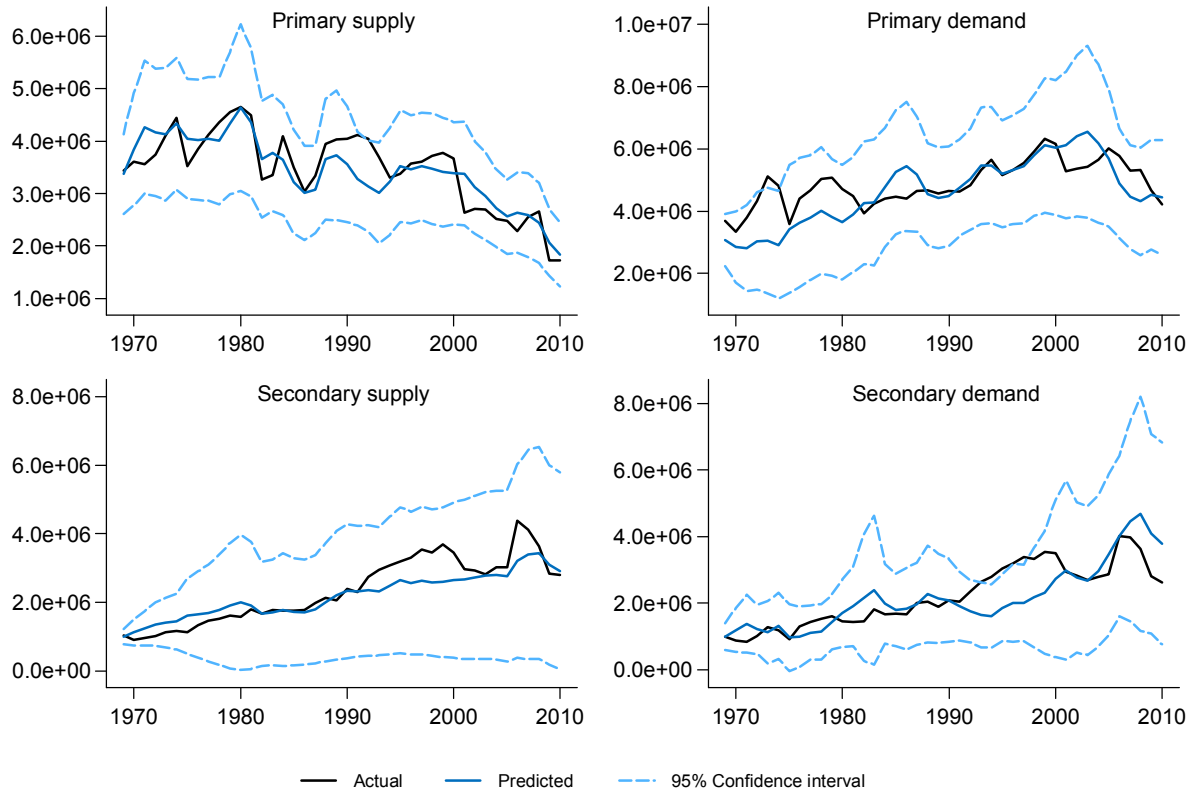 Primary supply
6.0e+06
5.0e+06
4.0e+06
3.0e+06
2.0e+06
1.0e+06
1970 1980 1990 2000 2010
Primary demand
1.0e+07
8.0e+06
6.0e+06
4.0e+06
2.0e+06
1970 1980 1990 2000 2010
Secondary supply
8.0e+06
6.0e+06
4.0e+06
2.0e+06
0.0e+00
1970 1980 1990 2000 2010
Secondary demand
8.0e+06
6.0e+06
4.0e+06
2.0e+06
0.0e+00
1970 1980 1990 2000 2010
Actual Predicted 95% Confidence interval